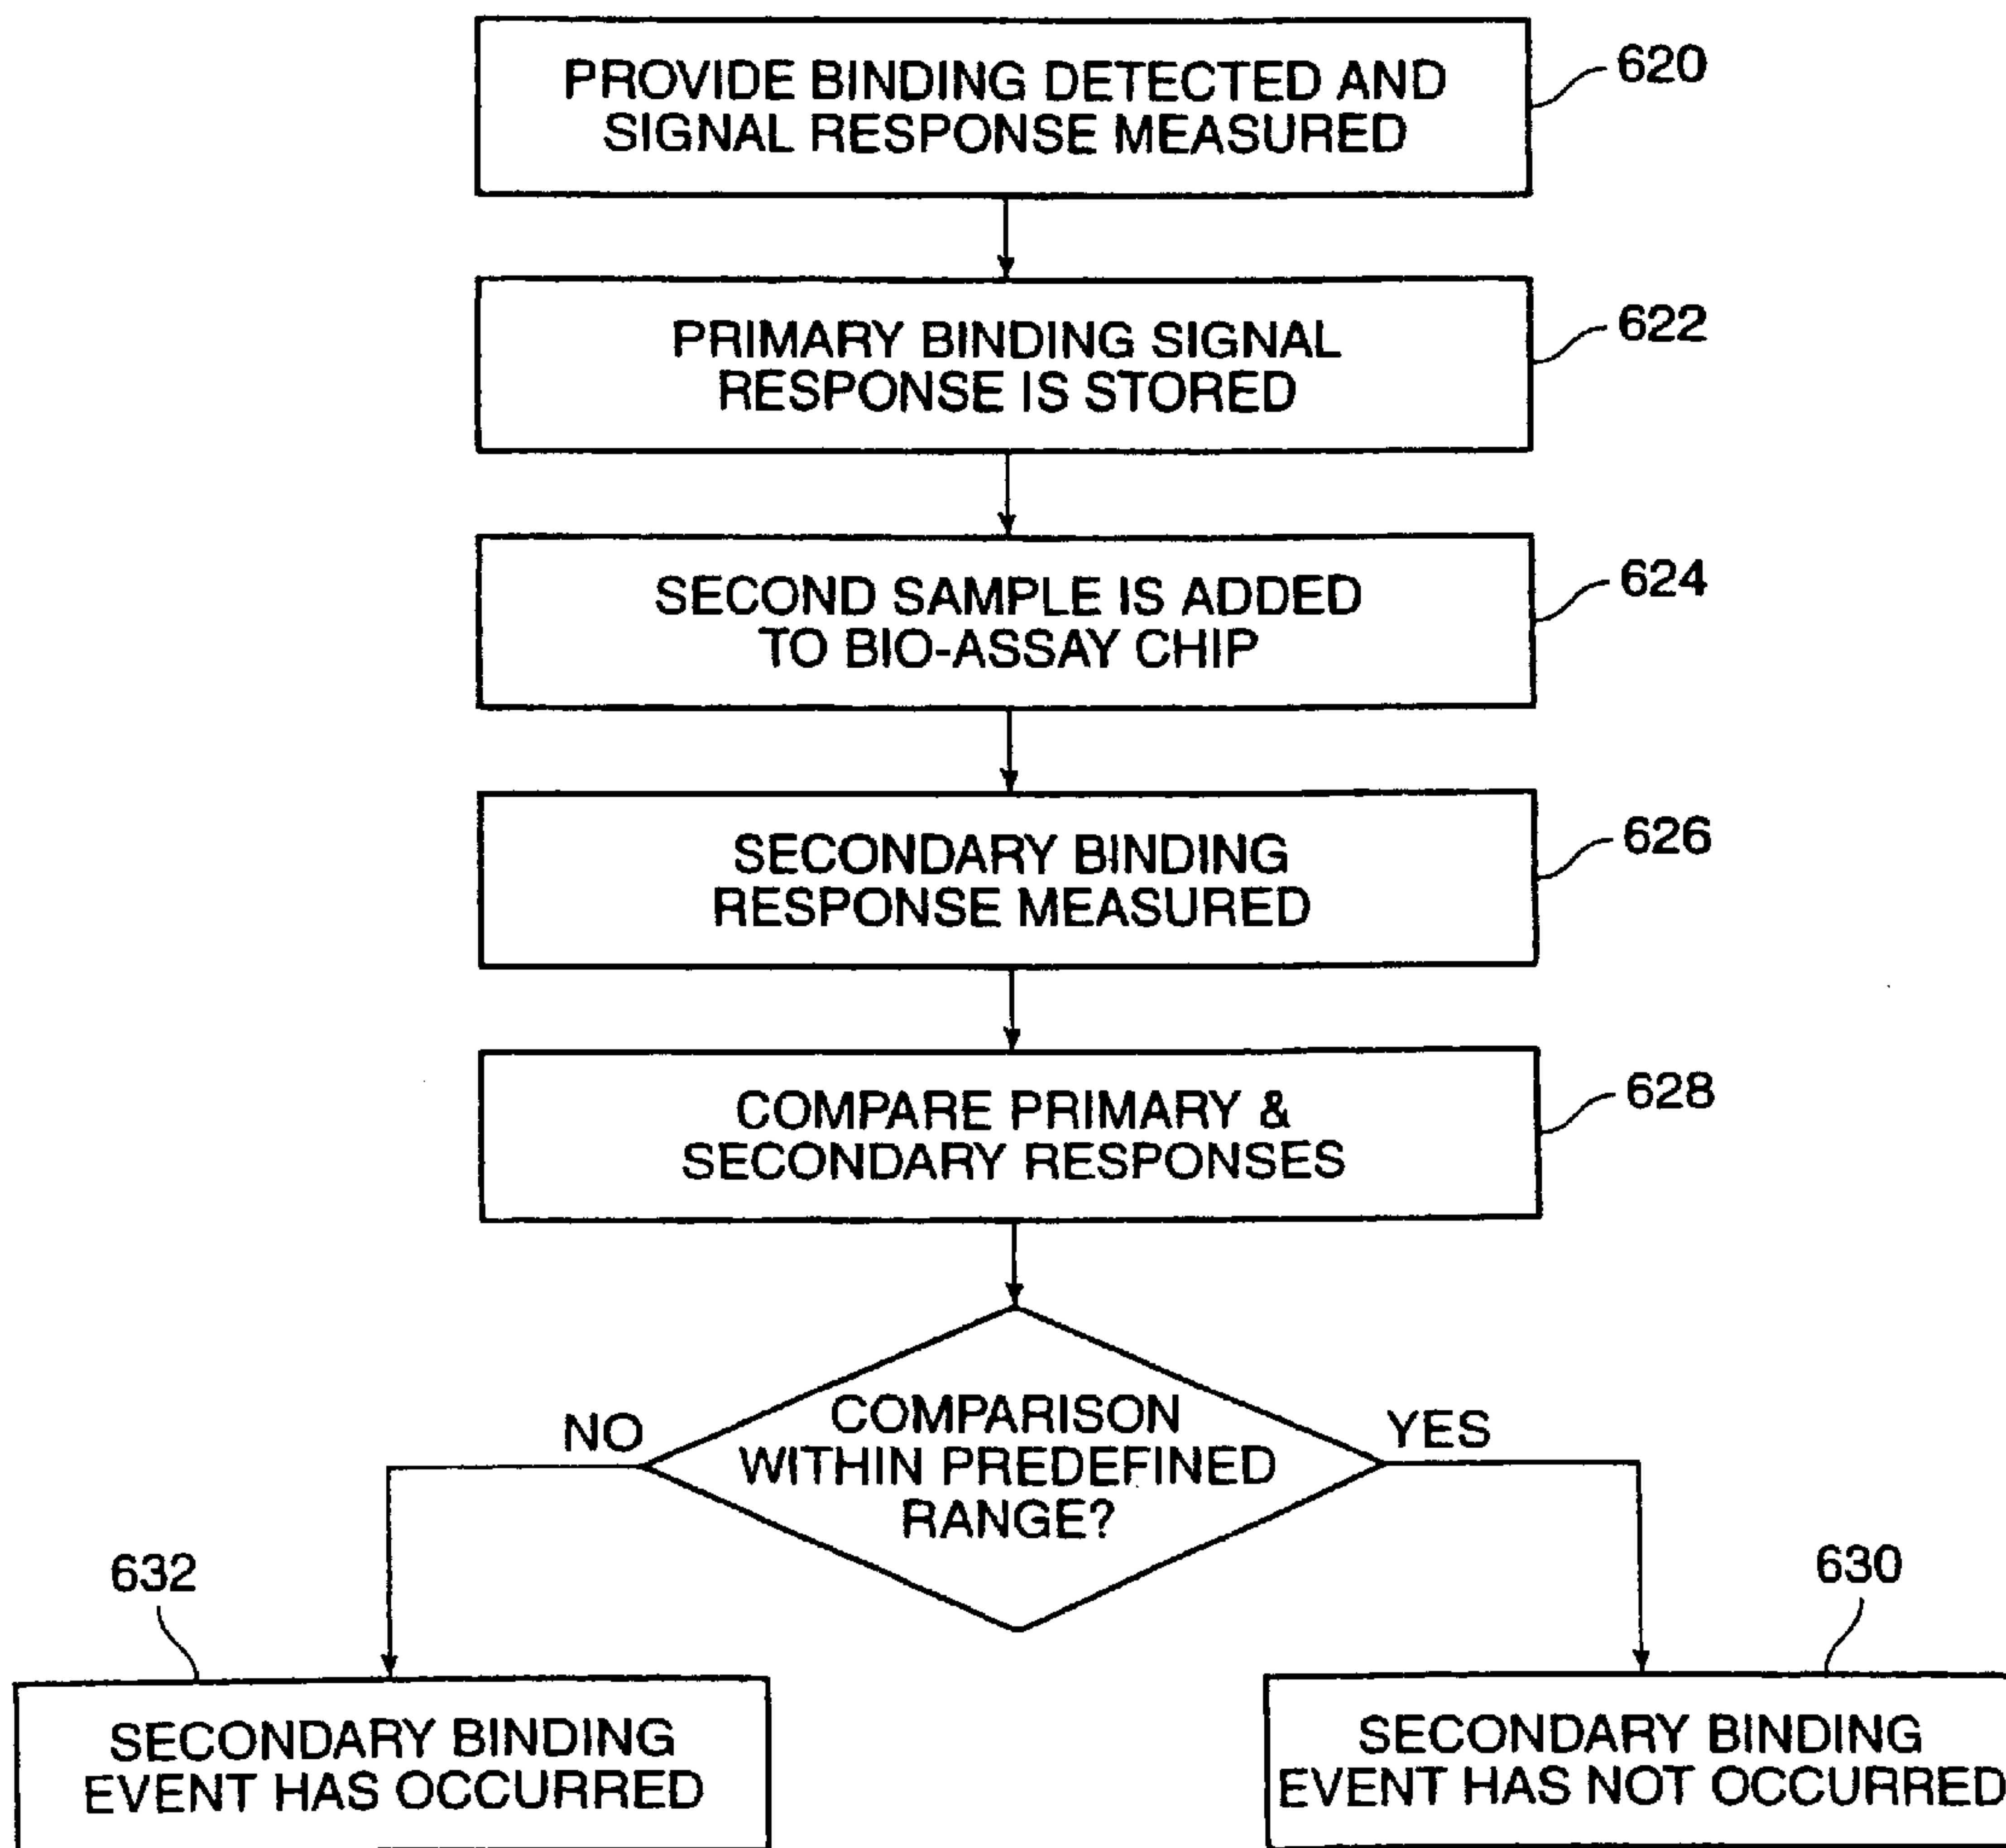 PROVIDE BINDING DETECTED AND
SIGNAL RESPONSE MEASURED
620
PRIMARY BINDING SIGNAL
RESPONSE IS STORED
622
SECOND SAMPLE IS ADDED
TO BIO-ASSAY CHIP
624
SECONDARY BINDING
RESPONSE MEASURED
626
COMPARE PRIMARY &
SECONDARY RESPONSES
628
COMPARISON
WITHIN PREDEFINED
RANGE?
NO
YES
632
SECONDARY BINDING
EVENT HAS OCCURRED
630
SECONDARY BINDING
EVENT HAS NOT OCCURRED